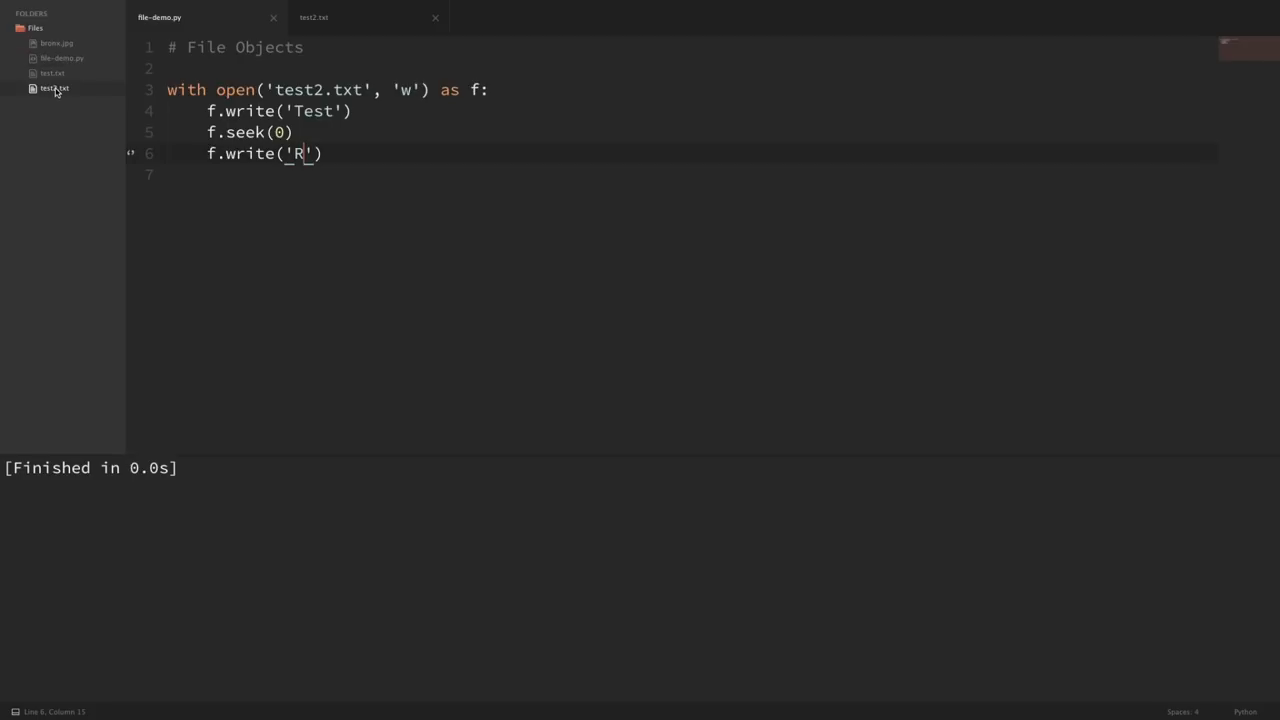 FOLDERS
Files
bronx.jpg
file-demo.py
test.txt
test2.txt
file-demo.py
test2.txt
1 # File Objects
2
3 with open('test2.txt', 'w') as f:
4 f.write('Test')
5 f.seek(0)
6 f.write('R')
7
[Finished in 0.0s]
Line 6, Column 15
Spaces: 4
Python